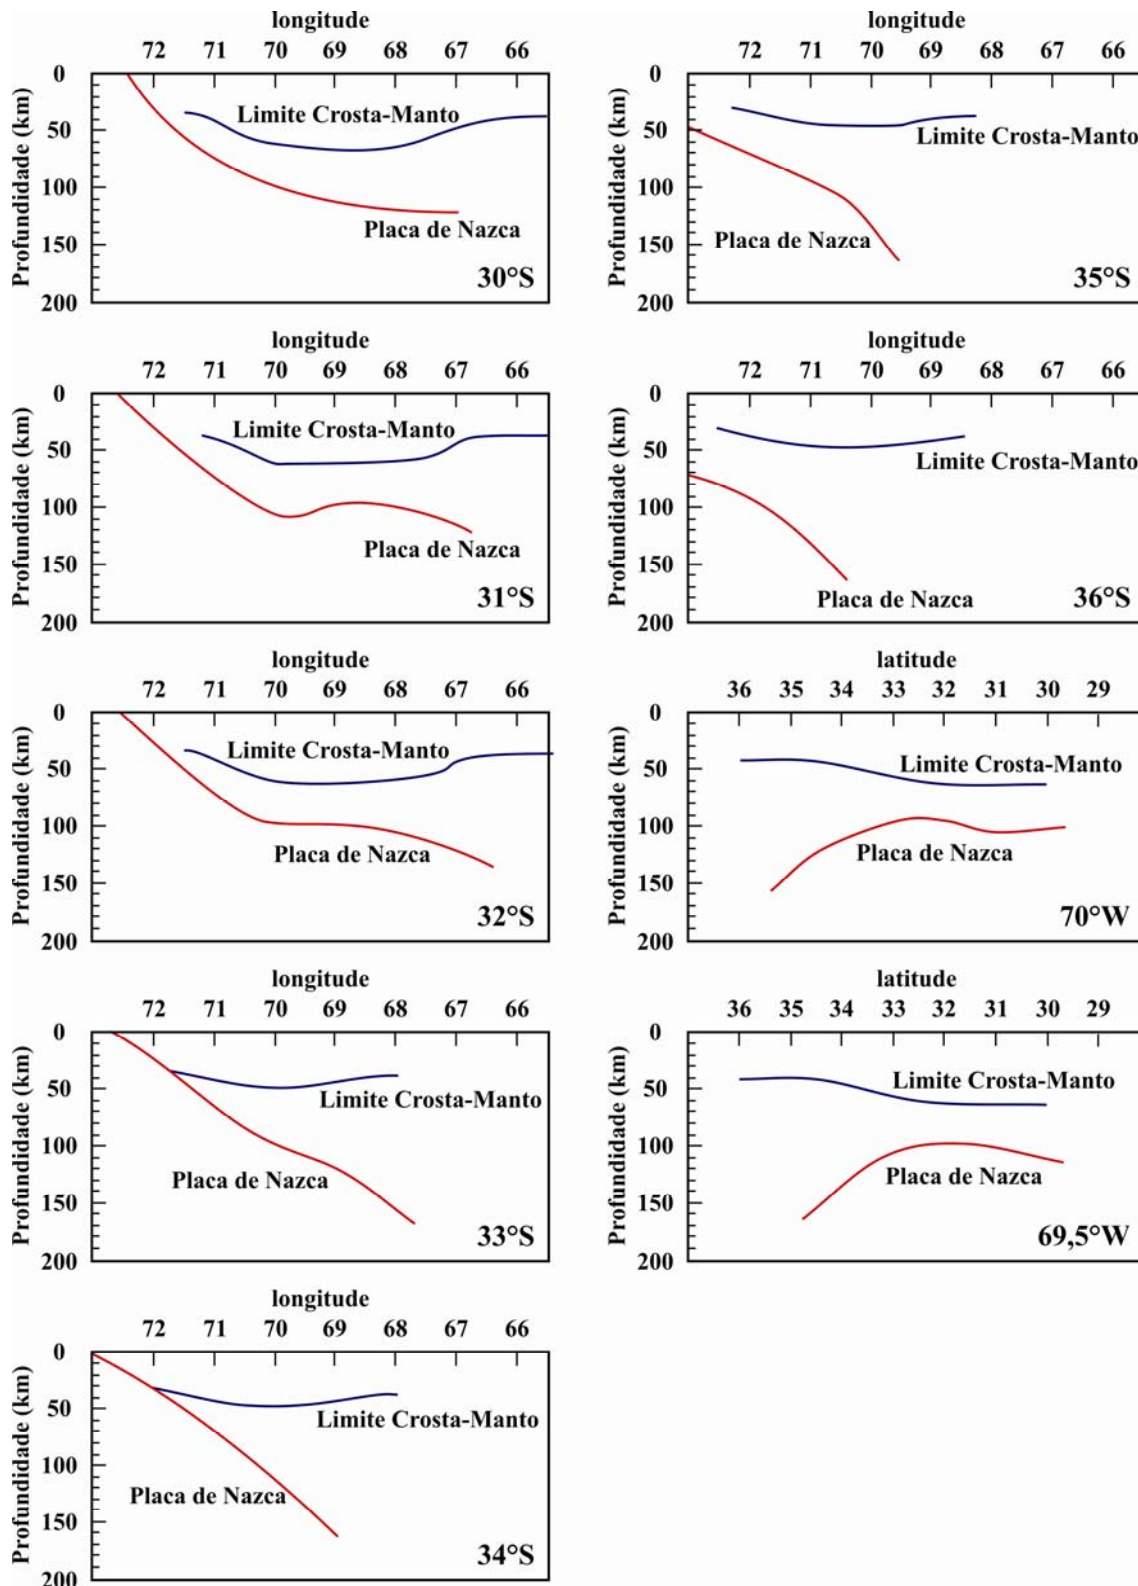 longitude
72 71 70 69 68 67 66
0
50
100
150
200
Profundidade (km)
Limite Crosta-Manto
Placa de Nazca
30°S
longitude
72 71 70 69 68 67 66
0
50
100
150
200
Profundidade (km)
Limite Crosta-Manto
Placa de Nazca
35°S
longitude
72 71 70 69 68 67 66
0
50
100
150
200
Profundidade (km)
Limite Crosta-Manto
Placa de Nazca
31°S
longitude
72 71 70 69 68 67 66
0
50
100
150
200
Profundidade (km)
Limite Crosta-Manto
Placa de Nazca
36°S
longitude
72 71 70 69 68 67 66
0
50
100
150
200
Profundidade (km)
Limite Crosta-Manto
Placa de Nazca
32°S
latitude
36 35 34 33 32 31 30 29
0
50
100
150
200
Profundidade (km)
Limite Crosta-Manto
Placa de Nazca
70°W
longitude
72 71 70 69 68 67 66
0
50
100
150
200
Profundidade (km)
Limite Crosta-Manto
Placa de Nazca
33°S
latitude
36 35 34 33 32 31 30 29
0
50
100
150
200
Profundidade (km)
Limite Crosta-Manto
Placa de Nazca
69,5°W
longitude
72 71 70 69 68 67 66
0
50
100
150
200
Profundidade (km)
Limite Crosta-Manto
Placa de Nazca
34°S